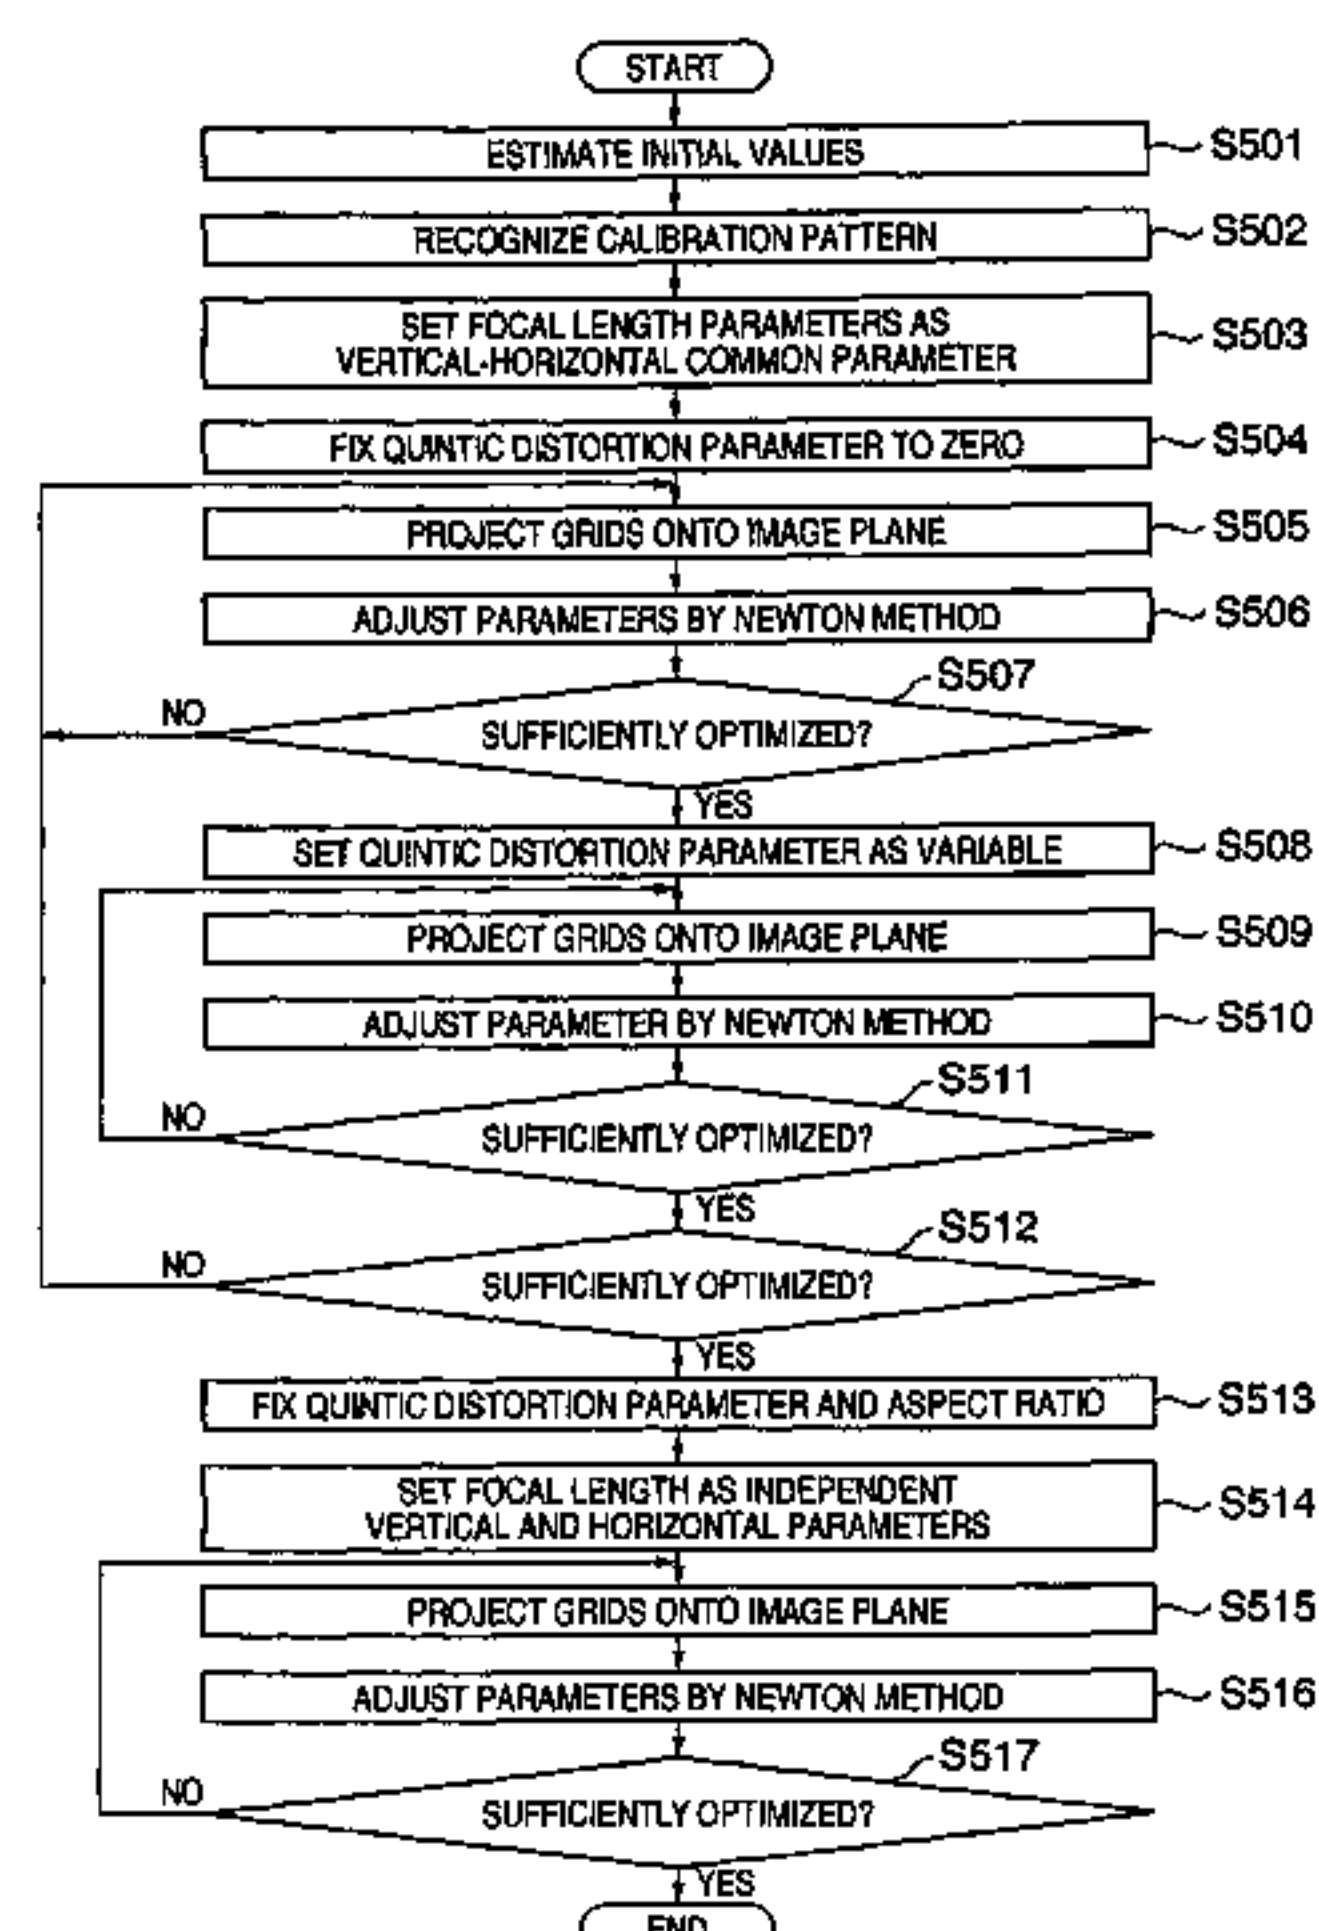 START
ESTIMATE INITIAL VALUES
S501
RECOGNIZE CALIBRATION PATTERN
S502
SET FOCAL LENGTH PARAMETERS AS
VERTICAL-HORIZONTAL COMMON PARAMETER
S503
FIX QUINTIC DISTORTION PARAMETER TO ZERO
S504
PROJECT GRIDS ONTO IMAGE PLANE
S505
ADJUST PARAMETERS BY NEWTON METHOD
S506
S507
NO
SUFFICIENTLY OPTIMIZED?
YES
SET QUINTIC DISTORTION PARAMETER AS VARIABLE
S508
PROJECT GRIDS ONTO IMAGE PLANE
S509
ADJUST PARAMETER BY NEWTON METHOD
S510
S511
NO
SUFFICIENTLY OPTIMIZED?
YES
S512
NO
SUFFICIENTLY OPTIMIZED?
YES
FIX QUINTIC DISTORTION PARAMETER AND ASPECT RATIO
S513
SET FOCAL LENGTH AS INDEPENDENT
VERTICAL AND HORIZONTAL PARAMETERS
S514
PROJECT GRIDS ONTO IMAGE PLANE
S515
ADJUST PARAMETERS BY NEWTON METHOD
S516
S517
NO
SUFFICIENTLY OPTIMIZED?
YES
END